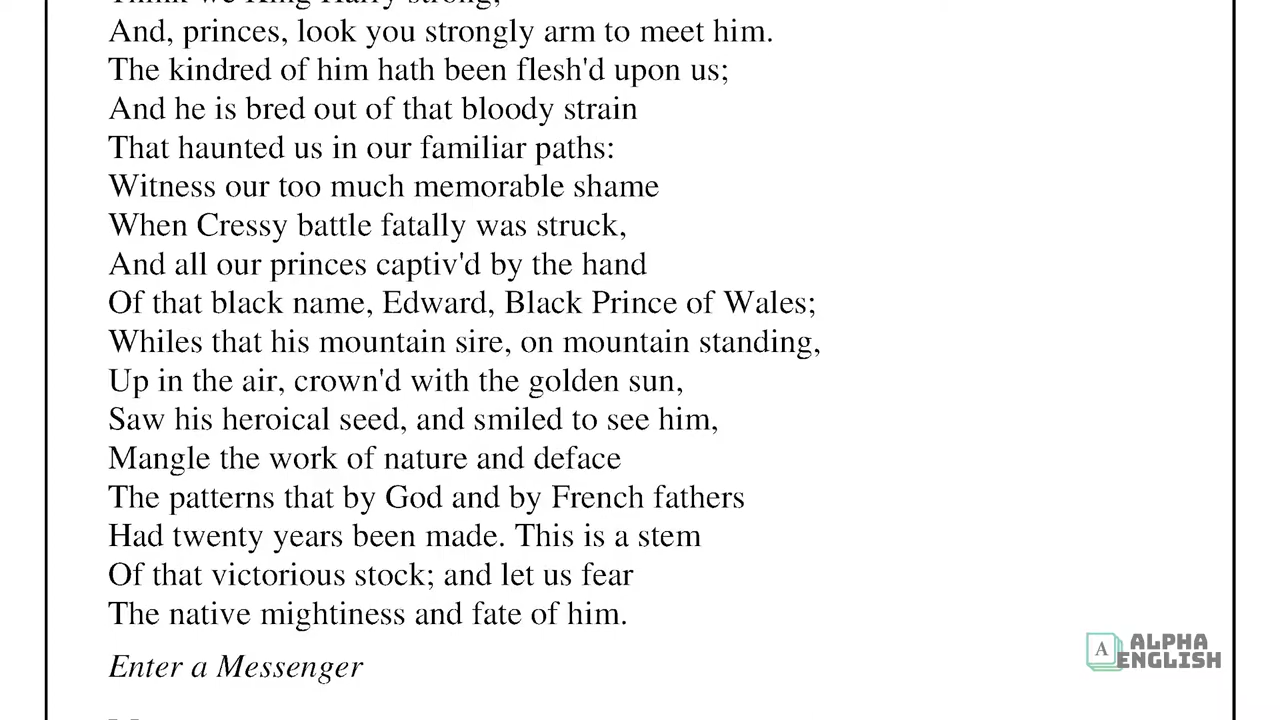 Think we King Harry strong;
And, princes, look you strongly arm to meet him.
The kindred of him hath been flesh'd upon us;
And he is bred out of that bloody strain
That haunted us in our familiar paths:
Witness our too much memorable shame
When Cressy battle fatally was struck,
And all our princes captiv'd by the hand
Of that black name, Edward, Black Prince of Wales;
Whiles that his mountain sire, on mountain standing,
Up in the air, crown'd with the golden sun,
Saw his heroical seed, and smiled to see him,
Mangle the work of nature and deface
The patterns that by God and by French fathers
Had twenty years been made. This is a stem
Of that victorious stock; and let us fear
The native mightiness and fate of him.
Enter a Messenger
A ALPHA
ENGLISH